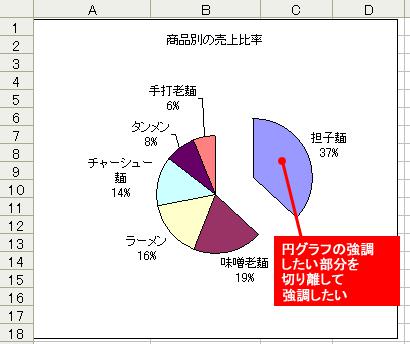 A B C D
1
2
3
4
5
6
7
8
9
10
11
12
13
14
15
16
17
18
商品別の売上比率
手打老麺
6%
タンメン
8%
チャーシュー
麺
14%
ラーメン
16%
味噌老麺
19%
担子麺
37%
円グラフの強調
したい部分を
切り離して
強調したい